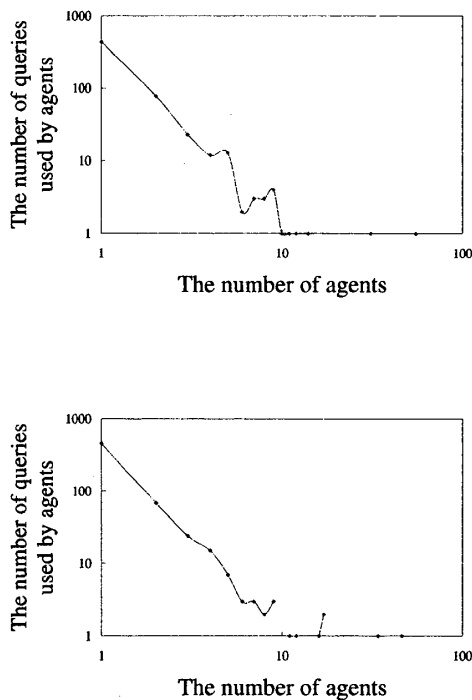 1000
The number of queries
used by agents
100
10
1
1
10
100
The number of agents
1000
The number of queries
used by agents
100
10
1
1
10
100
The number of agents